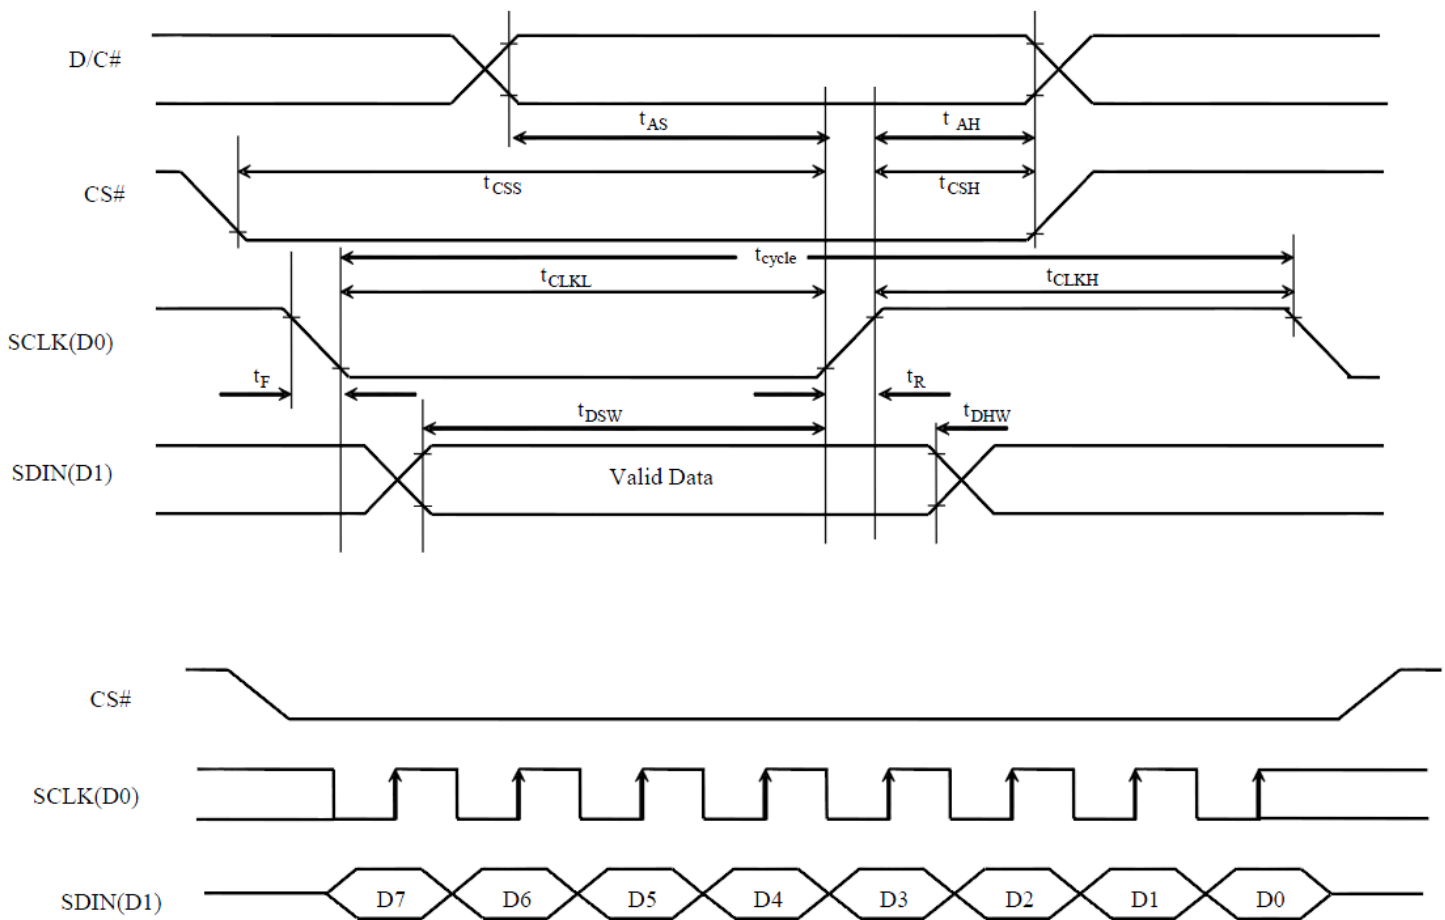 D/C#
tAS
t AH
CS#
tCSS
tCSH
tcycle
tCLKL
tCLKH
SCLK(D0)
tF
tR
tDSW
tDHW
SDIN(D1)
Valid Data
CS#
SCLK(D0)
SDIN(D1) D7 D6 D5 D4 D3 D2 D1 D0